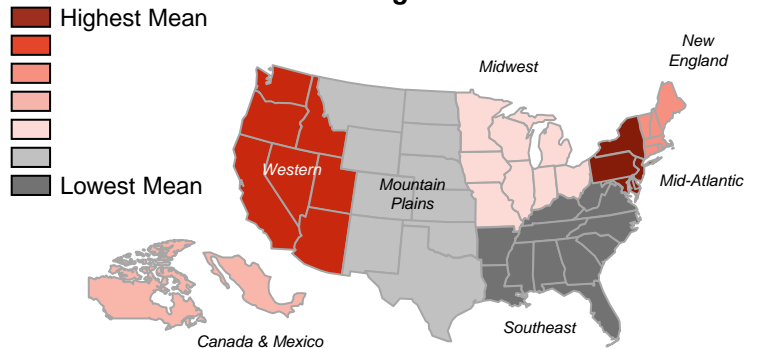 Highest Mean
Lowest Mean
Midwest
New
England
Western
Mountain
Plains
Mid-Atlantic
Southeast
Canada & Mexico